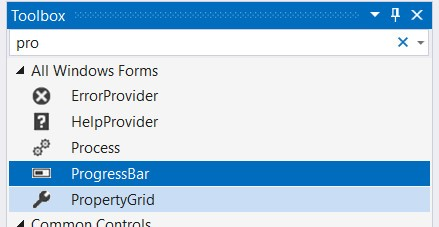 Toolbox
pro
All Windows Forms
ErrorProvider
HelpProvider
Process
ProgressBar
PropertyGrid
Common Controls